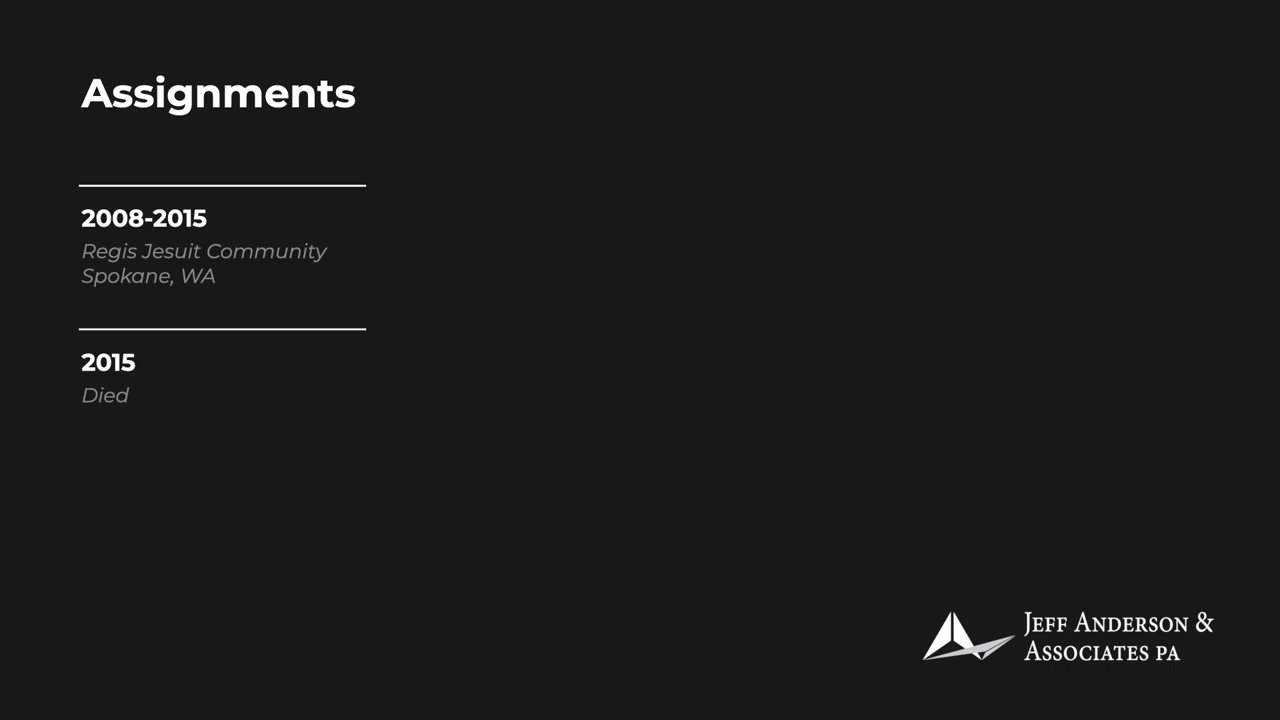 Assignments
2008-2015
Regis Jesuit Community
Spokane, WA
2015
Died
Jeff Anderson &
Associates PA